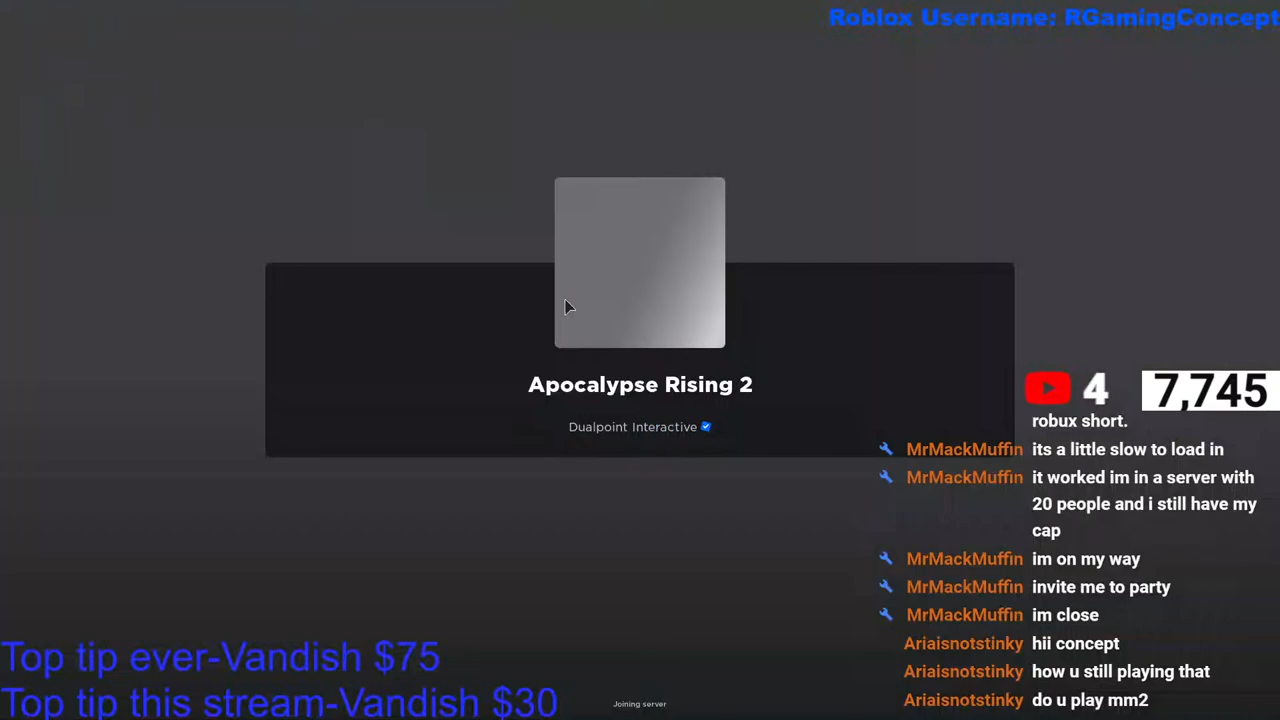 Roblox Username: RGamingConcept
Apocalypse Rising 2
Dualpoint Interactive
4 7,745
robux short.
MrMackMuffin its a little slow to load in
MrMackMuffin it worked im in a server with
20 people and i still have my
cap
MrMackMuffin im on my way
MrMackMuffin invite me to party
MrMackMuffin im close
Ariaisnotstinky hii concept
Ariaisnotstinky how u still playing that
Ariaisnotstinky do u play mm2
Top tip ever-Vandish $75
Top tip this stream-Vandish $30
Joining server